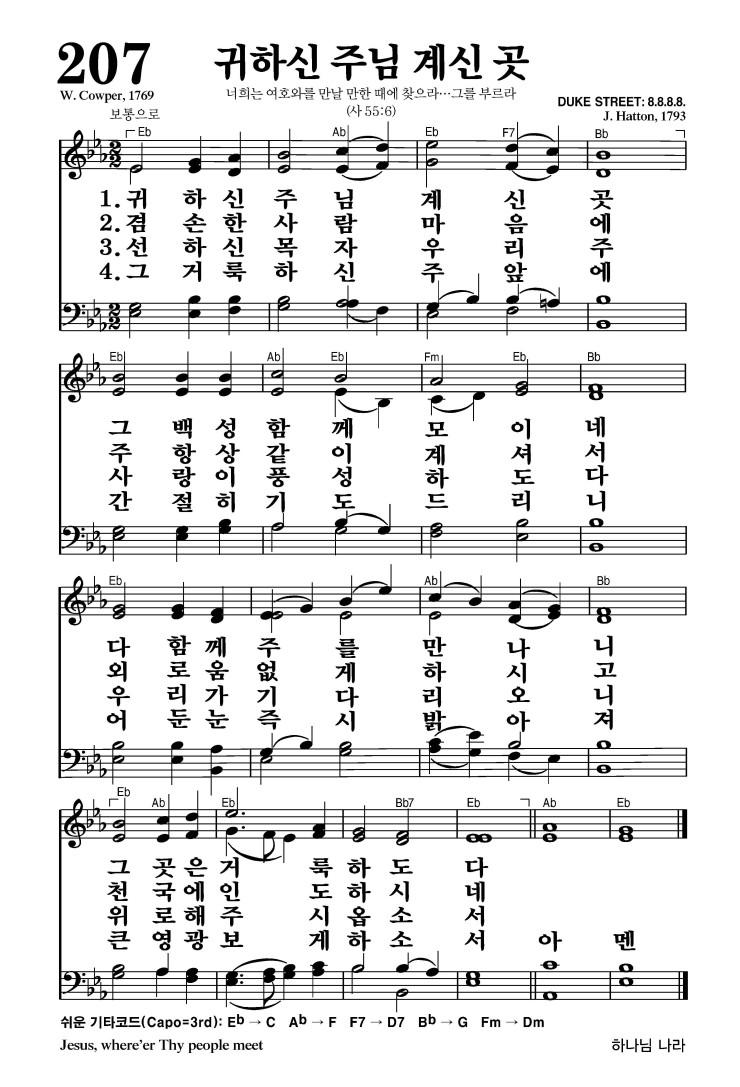 207
귀하신 주님 계신 곳
W. Cowper, 1769
너희는 여호와를 만날 만한 때에 찾으라…그를 부르라
DUKE STREET: 8.8.8.8.
보통으로
(사 55:6)
J. Hatton, 1793
Eb Ab Eb F7 Bb
1.귀 하 신 주 님 계 신 곳
2.겸 손 한 사 람 마 음 에
3.선 하 신 목 자 우 리 주
4.그 거 룩 하 신 주 앞 에
Eb Ab Eb Fm Eb Bb
그 백 성 함 께 모 이 네
주 항 상 같 이 계 셔 서
사 랑 이 풍 성 하 도 다
간 절 히 기 도 드 리 니
Eb Eb Ab Bb
다 함 께 주 를 만 나 니
외 로 움 없 게 하 시 고
우 리 가 기 다 리 오 니
어 둔 눈 즉 시 밝 아 져
Eb Ab Eb Bb7 Eb Ab Eb
그 곳 은 거 룩 하 도 다
천 국 에 인 도 하 시 네
위 로 해 주 시 옵 소 서
큰 영 광 보 게 하 소 서 아 멘
쉬운 기타코드(Capo=3rd): Eb → C Ab → F F7 → D7 Bb → G Fm → Dm
Jesus, where'er Thy people meet
하나님 나라